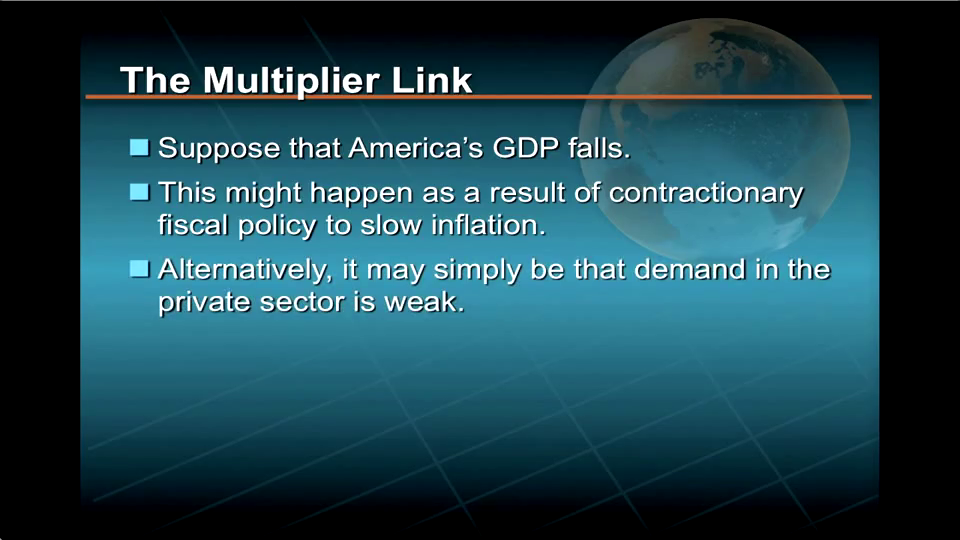 The Multiplier Link
Suppose that America's GDP falls.
This might happen as a result of contractionary
fiscal policy to slow inflation.
Alternatively, it may simply be that demand in the
private sector is weak.